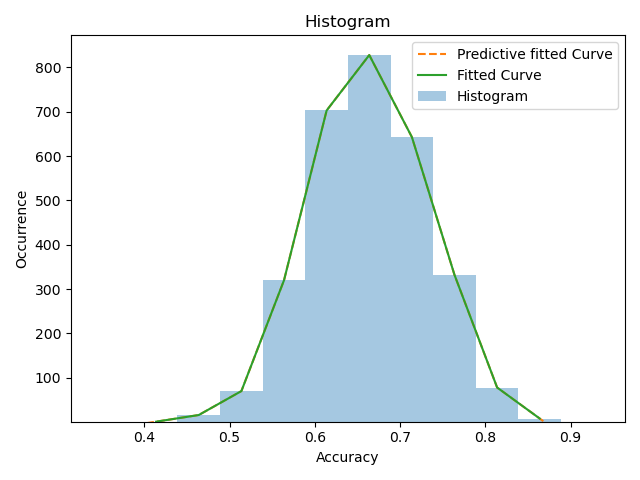 Histogram
Predictive fitted Curve
Fitted Curve
Histogram
800
700
600
500
400
300
200
100
Occurrence
0.4 0.5 0.6 0.7 0.8 0.9
Accuracy